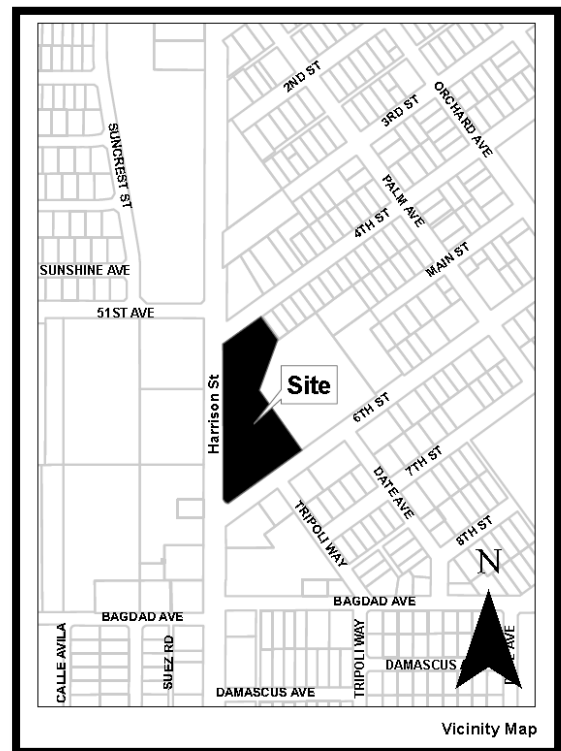 2ND ST
ORCHARD AVE
3RD ST
SUNCREST ST
PALM AVE
4TH ST
MAIN ST
SUNSHINE AVE
51ST AVE
Harrison St
Site
6TH ST
7TH ST
DATE AVE
TRIPOLI WAY
8TH ST
N
BAGDAD AVE
BAGDAD AVE
CALLE AVILA
SUEZ RD
TRIPOLI WAY
DAMASCUS
AVE
DAMASCUS AVE
Vicinity Map